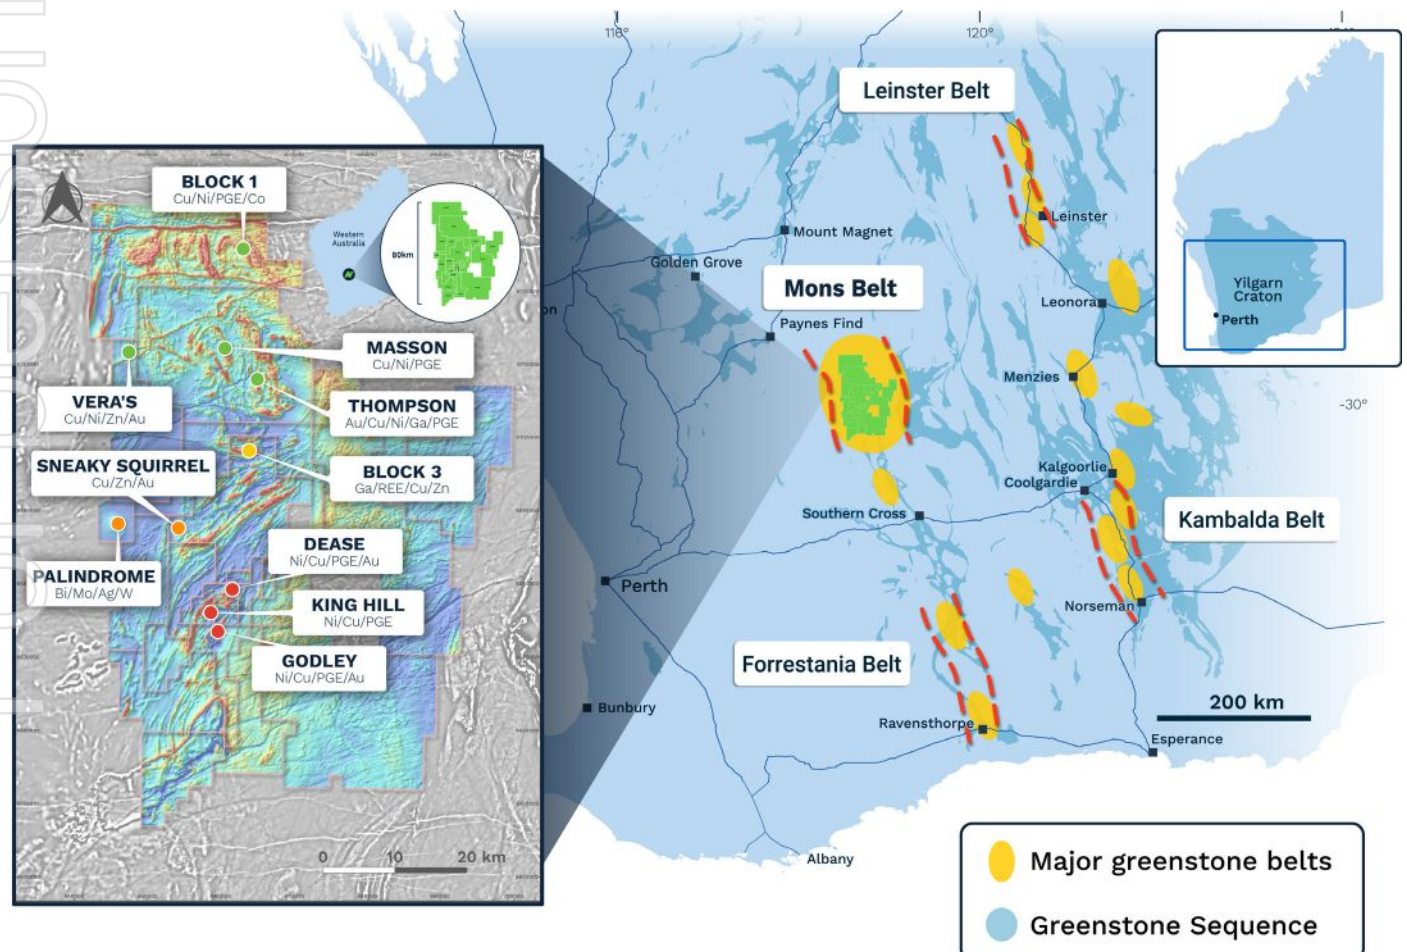 116°
120°
Leinster Belt
Leinster
Mount Magnet
Golden Grove
Mons Belt
Paynes Find
Leonora
Menzies
-30°
Kalgoorlie
Coolgardie
Southern Cross
Kambalda Belt
Norseman
Perth
Forrestania Belt
Bunbury
Ravensthorpe
200 km
Esperance
Albany
Yilgarn
Craton
Perth
Major greenstone belts
Greenstone Sequence
BLOCK 1
Cu/Ni/PGE/Co
Western
Australia
80km
MASSON
Cu/Ni/PGE
VERA'S
Cu/Ni/Zn/Au
THOMPSON
Au/Cu/Ni/Ga/PGE
SNEAKY SQUIRREL
Cu/Zn/Au
BLOCK 3
Ga/REE/Cu/Zn
DEASE
Ni/Cu/PGE/Au
PALINDROME
Bi/Mo/Ag/W
KING HILL
Ni/Cu/PGE
GODLEY
Ni/Cu/PGE/Au
0 10 20 km